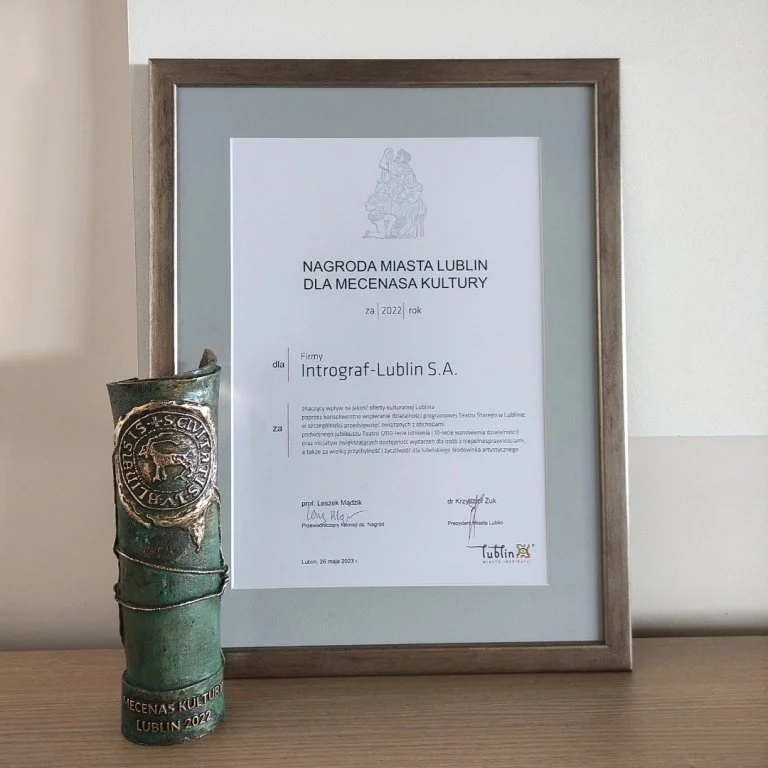 NAGRODA MIASTA LUBLIN
DLA MECENASA KULTURY
za 2022 rok
dla
Firmy
Intrograf-Lublin S.A.
za
znaczący wpływ na jakość oferty kulturalnej Lublina
poprzez konsekwentne wspieranie działalności programowej Teatru Starego w Lublinie,
w szczególności przedsięwzięć związanych z obchodami
podwójnego jubileuszu Teatru (200-lecie istnienia i 10-lecie wznowienia działalności)
oraz inicjatyw zwiększających dostępność wydarzeń dla osób z niepełnosprawnościami,
a także za wielką przychylność i życzliwość dla lubelskiego środowiska artystycznego
prof. Leszek Mądzik
Przewodniczący Komisji ds. Nagród
dr Krzysztof Żuk
Prezydent Miasta Lublin
Lublin, 26 maja 2023 r.
lublin
MIASTO INSPIRACJI
MECENAS KULTURY
LUBLIN 2022